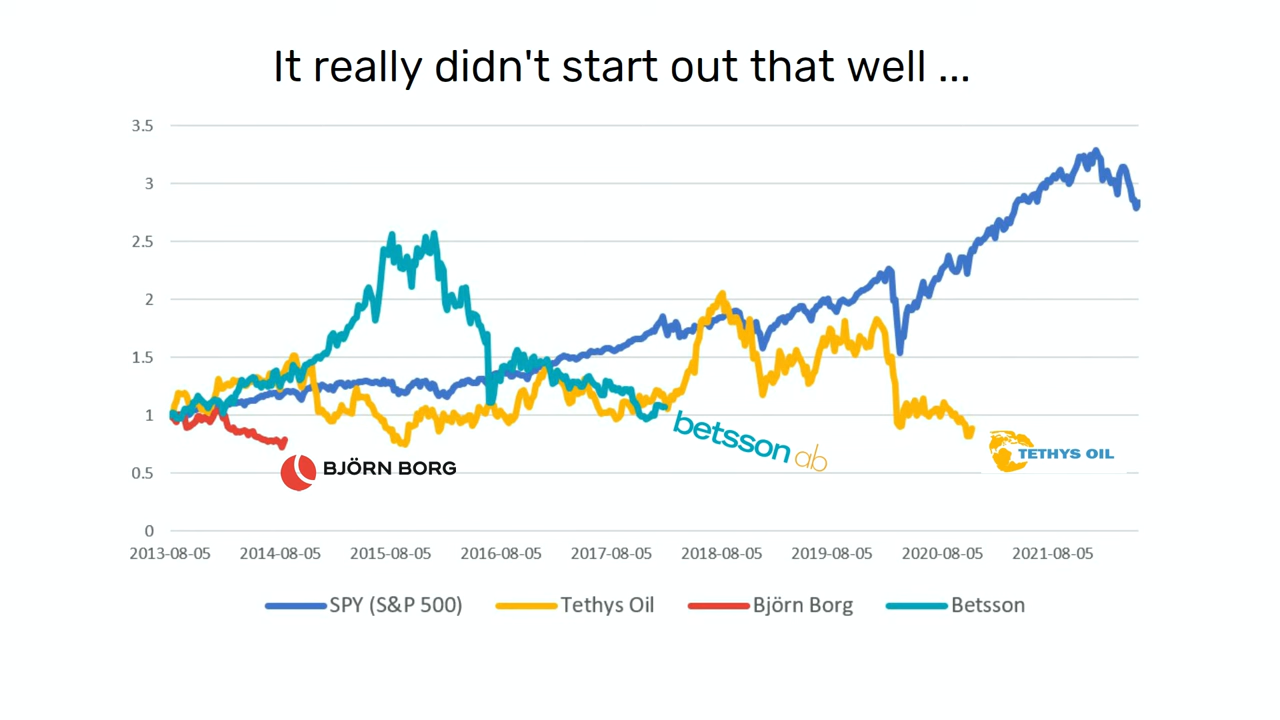 It really didn't start out that well ...
3.5
3
2.5
2
1.5
1
0.5
0
BJÖRN BORG
betsson ab
TETHYS OIL
2013-08-05 2014-08-05 2015-08-05 2016-08-05 2017-08-05 2018-08-05 2019-08-05 2020-08-05 2021-08-05
SPY (S&P 500) Tethys Oil Björn Borg Betsson